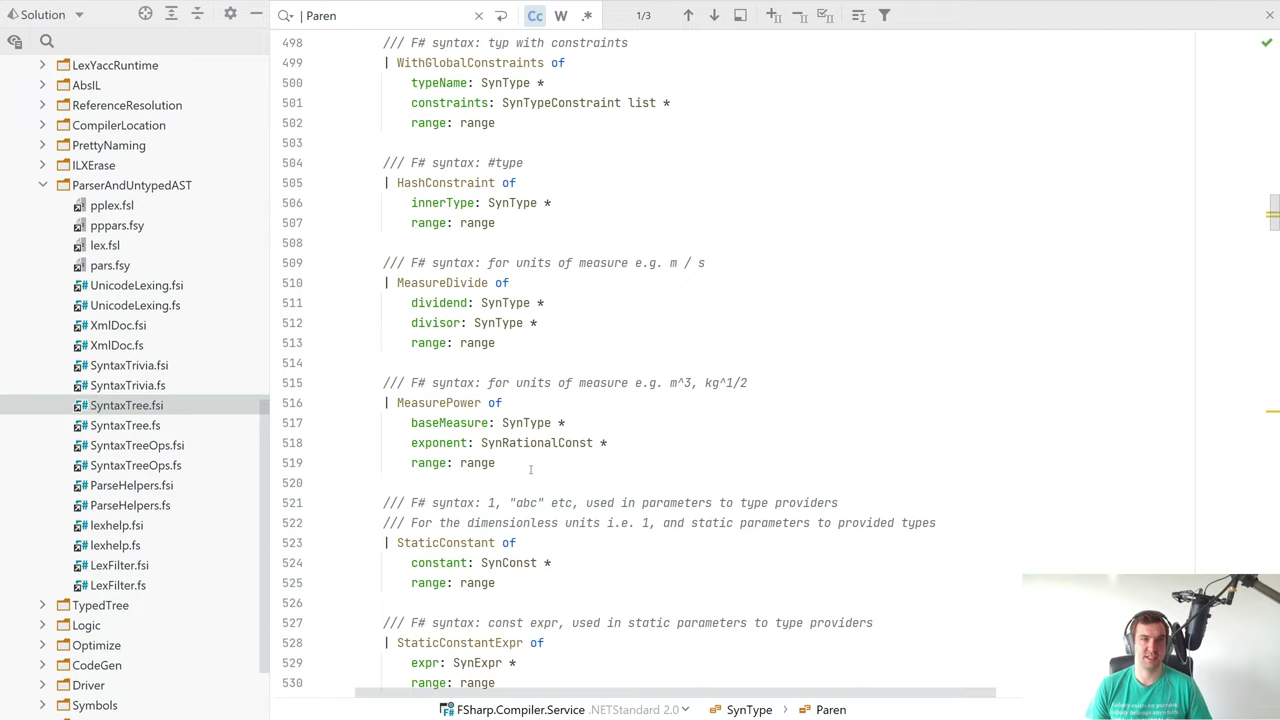 Solution
| Paren
Cc
W
.*
1/3
LexYaccRuntime
AbsIL
ReferenceResolution
CompilerLocation
PrettyNaming
ILXErase
ParserAndUntypedAST
pplex.fsl
pppars.fsy
lex.fsl
pars.fsy
UnicodeLexing.fsi
UnicodeLexing.fs
XmlDoc.fsi
XmlDoc.fs
SyntaxTrivia.fsi
SyntaxTrivia.fs
SyntaxTree.fsi
SyntaxTree.fs
SyntaxTreeOps.fsi
SyntaxTreeOps.fs
ParseHelpers.fsi
ParseHelpers.fs
lexhelp.fsi
lexhelp.fs
LexFilter.fsi
LexFilter.fs
TypedTree
Logic
Optimize
CodeGen
Driver
Symbols
498 /// F# syntax: typ with constraints
499 | WithGlobalConstraints of
500 typeName: SynType *
501 constraints: SynTypeConstraint list *
502 range: range
503
504 /// F# syntax: #type
505 | HashConstraint of
506 innerType: SynType *
507 range: range
508
509 /// F# syntax: for units of measure e.g. m / s
510 | MeasureDivide of
511 dividend: SynType *
512 divisor: SynType *
513 range: range
514
515 /// F# syntax: for units of measure e.g. m^3, kg^1/2
516 | MeasurePower of
517 baseMeasure: SynType *
518 exponent: SynRationalConst *
519 range: range
520
521 /// F# syntax: 1, "abc" etc, used in parameters to type providers
522 /// For the dimensionless units i.e. 1, and static parameters to provided types
523 | StaticConstant of
524 constant: SynConst *
525 range: range
526
527 /// F# syntax: const expr, used in static parameters to type providers
528 | StaticConstantExpr of
529 expr: SynExpr *
530 range: range
FSharp.Compiler.Service .NETStandard 2.0 SynType Paren